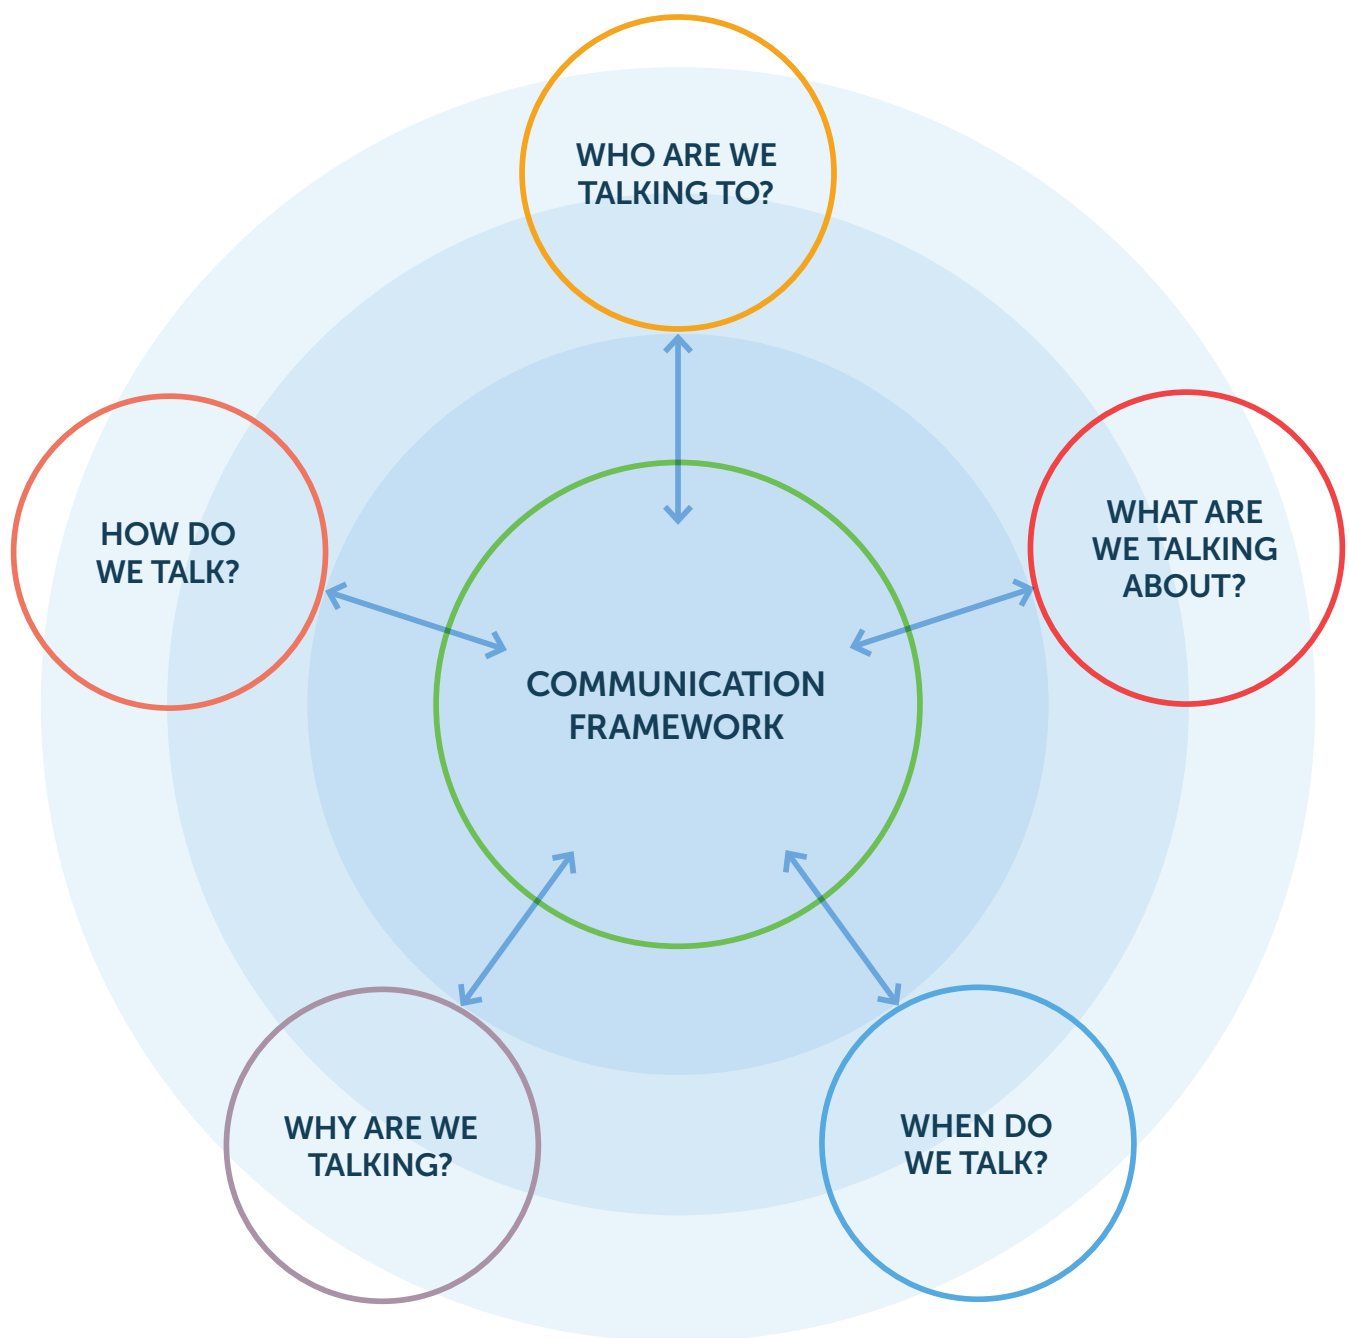 WHO ARE WE
TALKING TO?
HOW DO
WE TALK?
WHAT ARE
WE TALKING
ABOUT?
COMMUNICATION
FRAMEWORK
WHY ARE WE
TALKING?
WHEN DO
WE TALK?